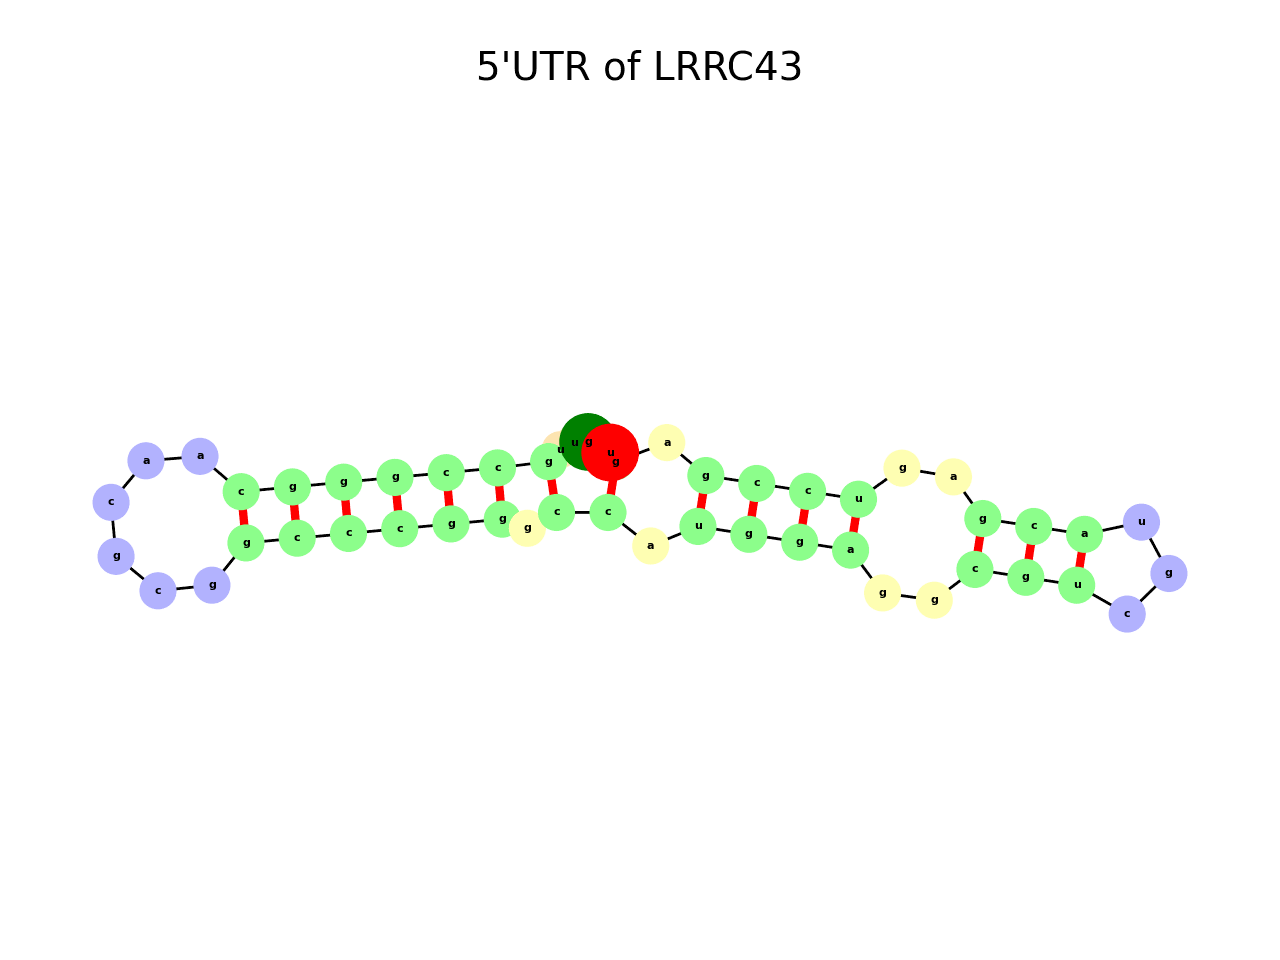 5'UTR of LRRC43
u u g u
a g c c g g g c c g g a g c c u g a
a g c a u
c c c c g g g c c u g g a g
g g g a g c g u c
c g g g